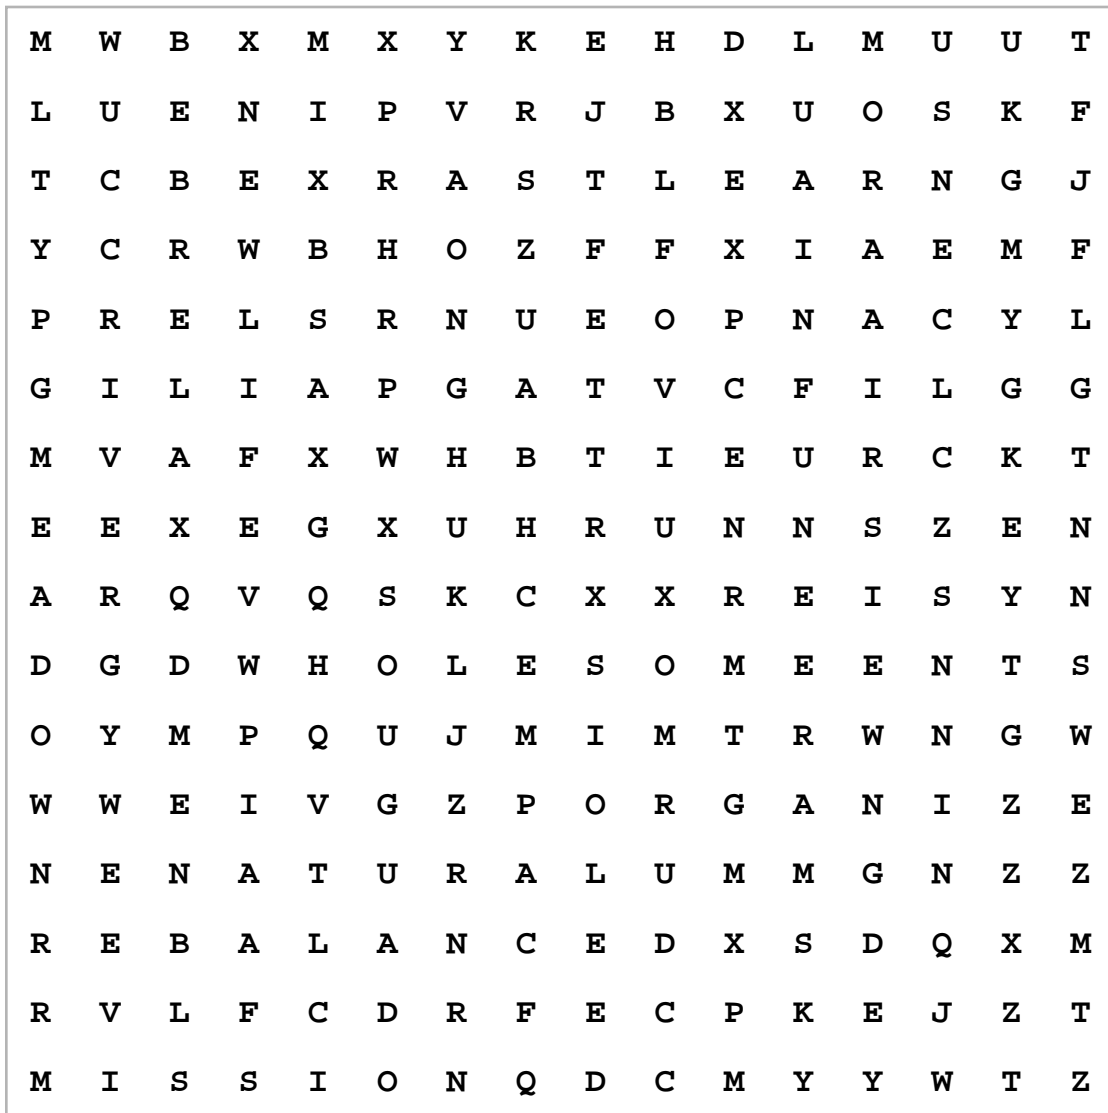 M W B X M X Y K E H D L M U U T
L U E N I P V R J B X U O S K F
T C B E X R A S T L E A R N G J
Y C R W B H O Z F F X I A E M F
P R E L S R N U E O P N A C Y L
G I L I A P G A T V C F I L G G
M V A F X W H B T I E U R C K T
E E X E G X U H R U N N S Z E N
A R Q V Q S K C X X R E I S Y N
D G D W H O L E S O M E E N T S
O Y M P Q U J M I M T R W N G W
W W E I V G Z P O R G A N I Z E
N E N A T U R A L U M M G N Z Z
R E B A L A N C E D X S D Q X M
R V L F C D R F E C P K E J Z T
M I S S I O N Q D C M Y Y W T Z